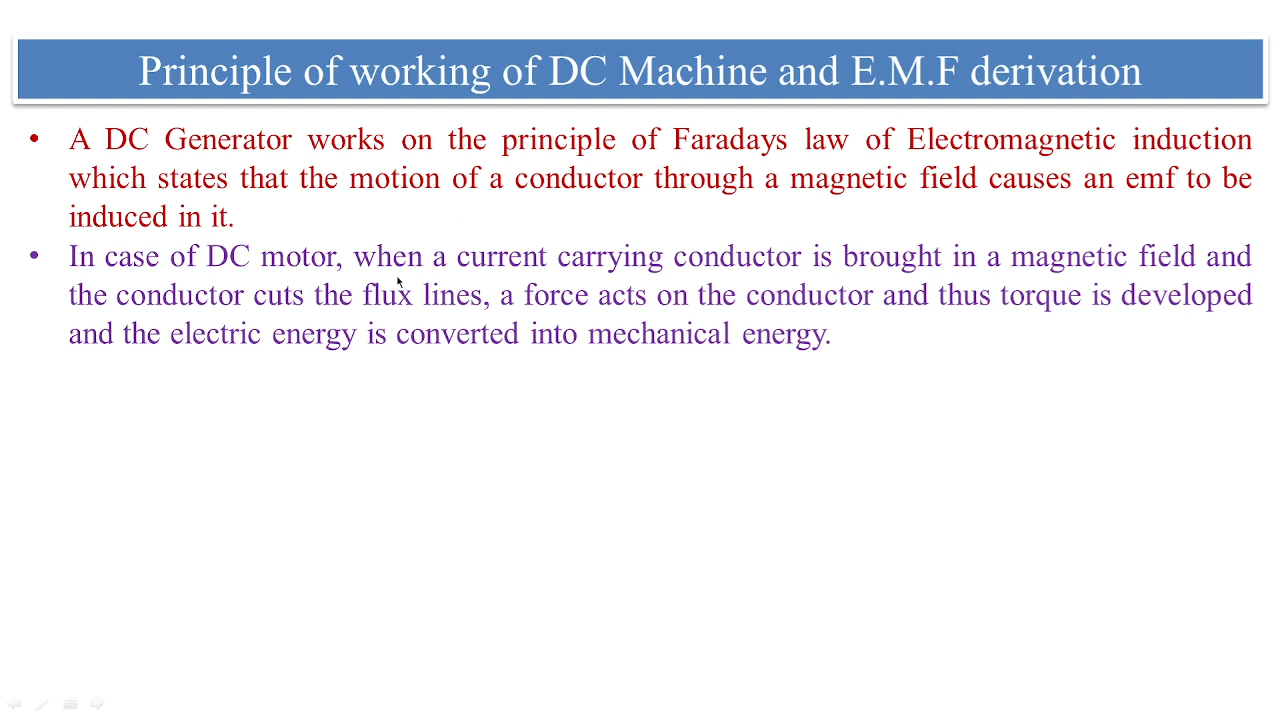 Principle of working of DC Machine and E.M.F derivation
• A DC Generator works on the principle of Faradays law of Electromagnetic induction
which states that the motion of a conductor through a magnetic field causes an emf to be
induced in it.
• In case of DC motor, when a current carrying conductor is brought in a magnetic field and
the conductor cuts the flux lines, a force acts on the conductor and thus torque is developed
and the electric energy is converted into mechanical energy.